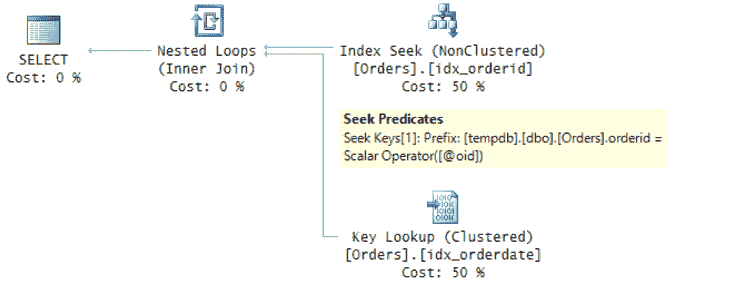 SELECT
Cost: 0 %
Nested Loops
(Inner Join)
Cost: 0 %
Index Seek (NonClustered)
[Orders].[idx_orderid]
Cost: 50 %
Seek Predicates
Seek Keys[1]: Prefix: [tempdb].[dbo].[Orders].orderid =
Scalar Operator([@oid])
Key Lookup (Clustered)
[Orders].[idx_orderdate]
Cost: 50 %